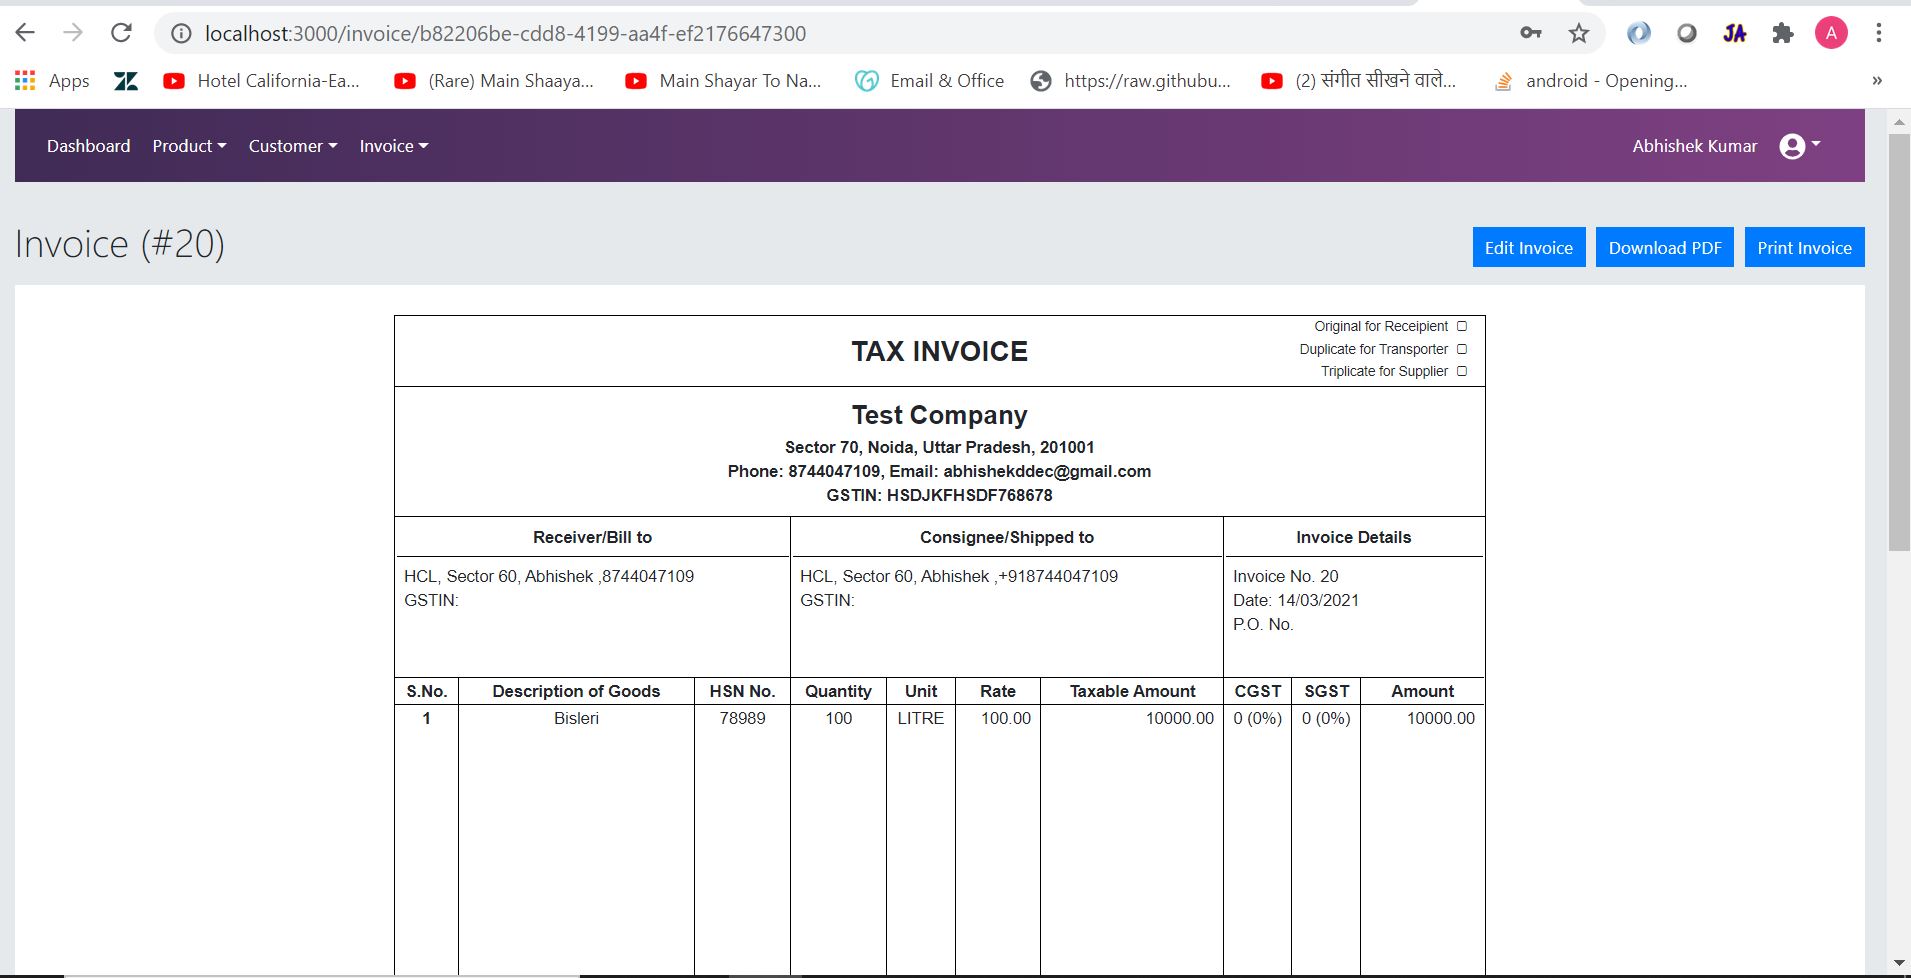 localhost:3000/invoice/b82206be-cdd8-4199-aa4f-ef2176647300
A
JA
Apps Hotel California-Ea... (Rare) Main Shaaya... Main Shayar To Na... Email & Office https://raw.githubu... (2) संगीत सीखने वाले... android - Opening... »
Dashboard Product Customer Invoice Abhishek Kumar
Invoice (#20) Edit Invoice Download PDF Print Invoice
TAX INVOICE
Original for Receipient
Duplicate for Transporter
Triplicate for Supplier
Test Company
Sector 70, Noida, Uttar Pradesh, 201001
Phone: 8744047109, Email: abhishekddec@gmail.com
GSTIN: HSDJKFHSDF768678
Receiver/Bill to
HCL, Sector 60, Abhishek ,8744047109
GSTIN:
Consignee/Shipped to
HCL, Sector 60, Abhishek ,+918744047109
GSTIN:
Invoice Details
Invoice No. 20
Date: 14/03/2021
P.O. No.
S.No. Description of Goods HSN No. Quantity Unit Rate Taxable Amount CGST SGST Amount
1 Bisleri 78989 100 LITRE 100.00 10000.00 0 (0%) 0 (0%) 10000.00